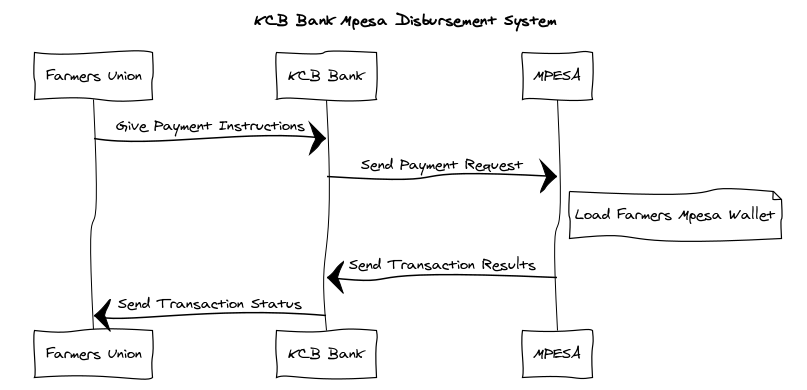 KCB Bank Mpesa Disbursement System
Farmers Union
KCB Bank
MPESA
Give Payment Instructions
Send Payment Request
Load Farmers Mpesa Wallet
Send Transaction Results
Send Transaction Status
Farmers Union
KCB Bank
MPESA